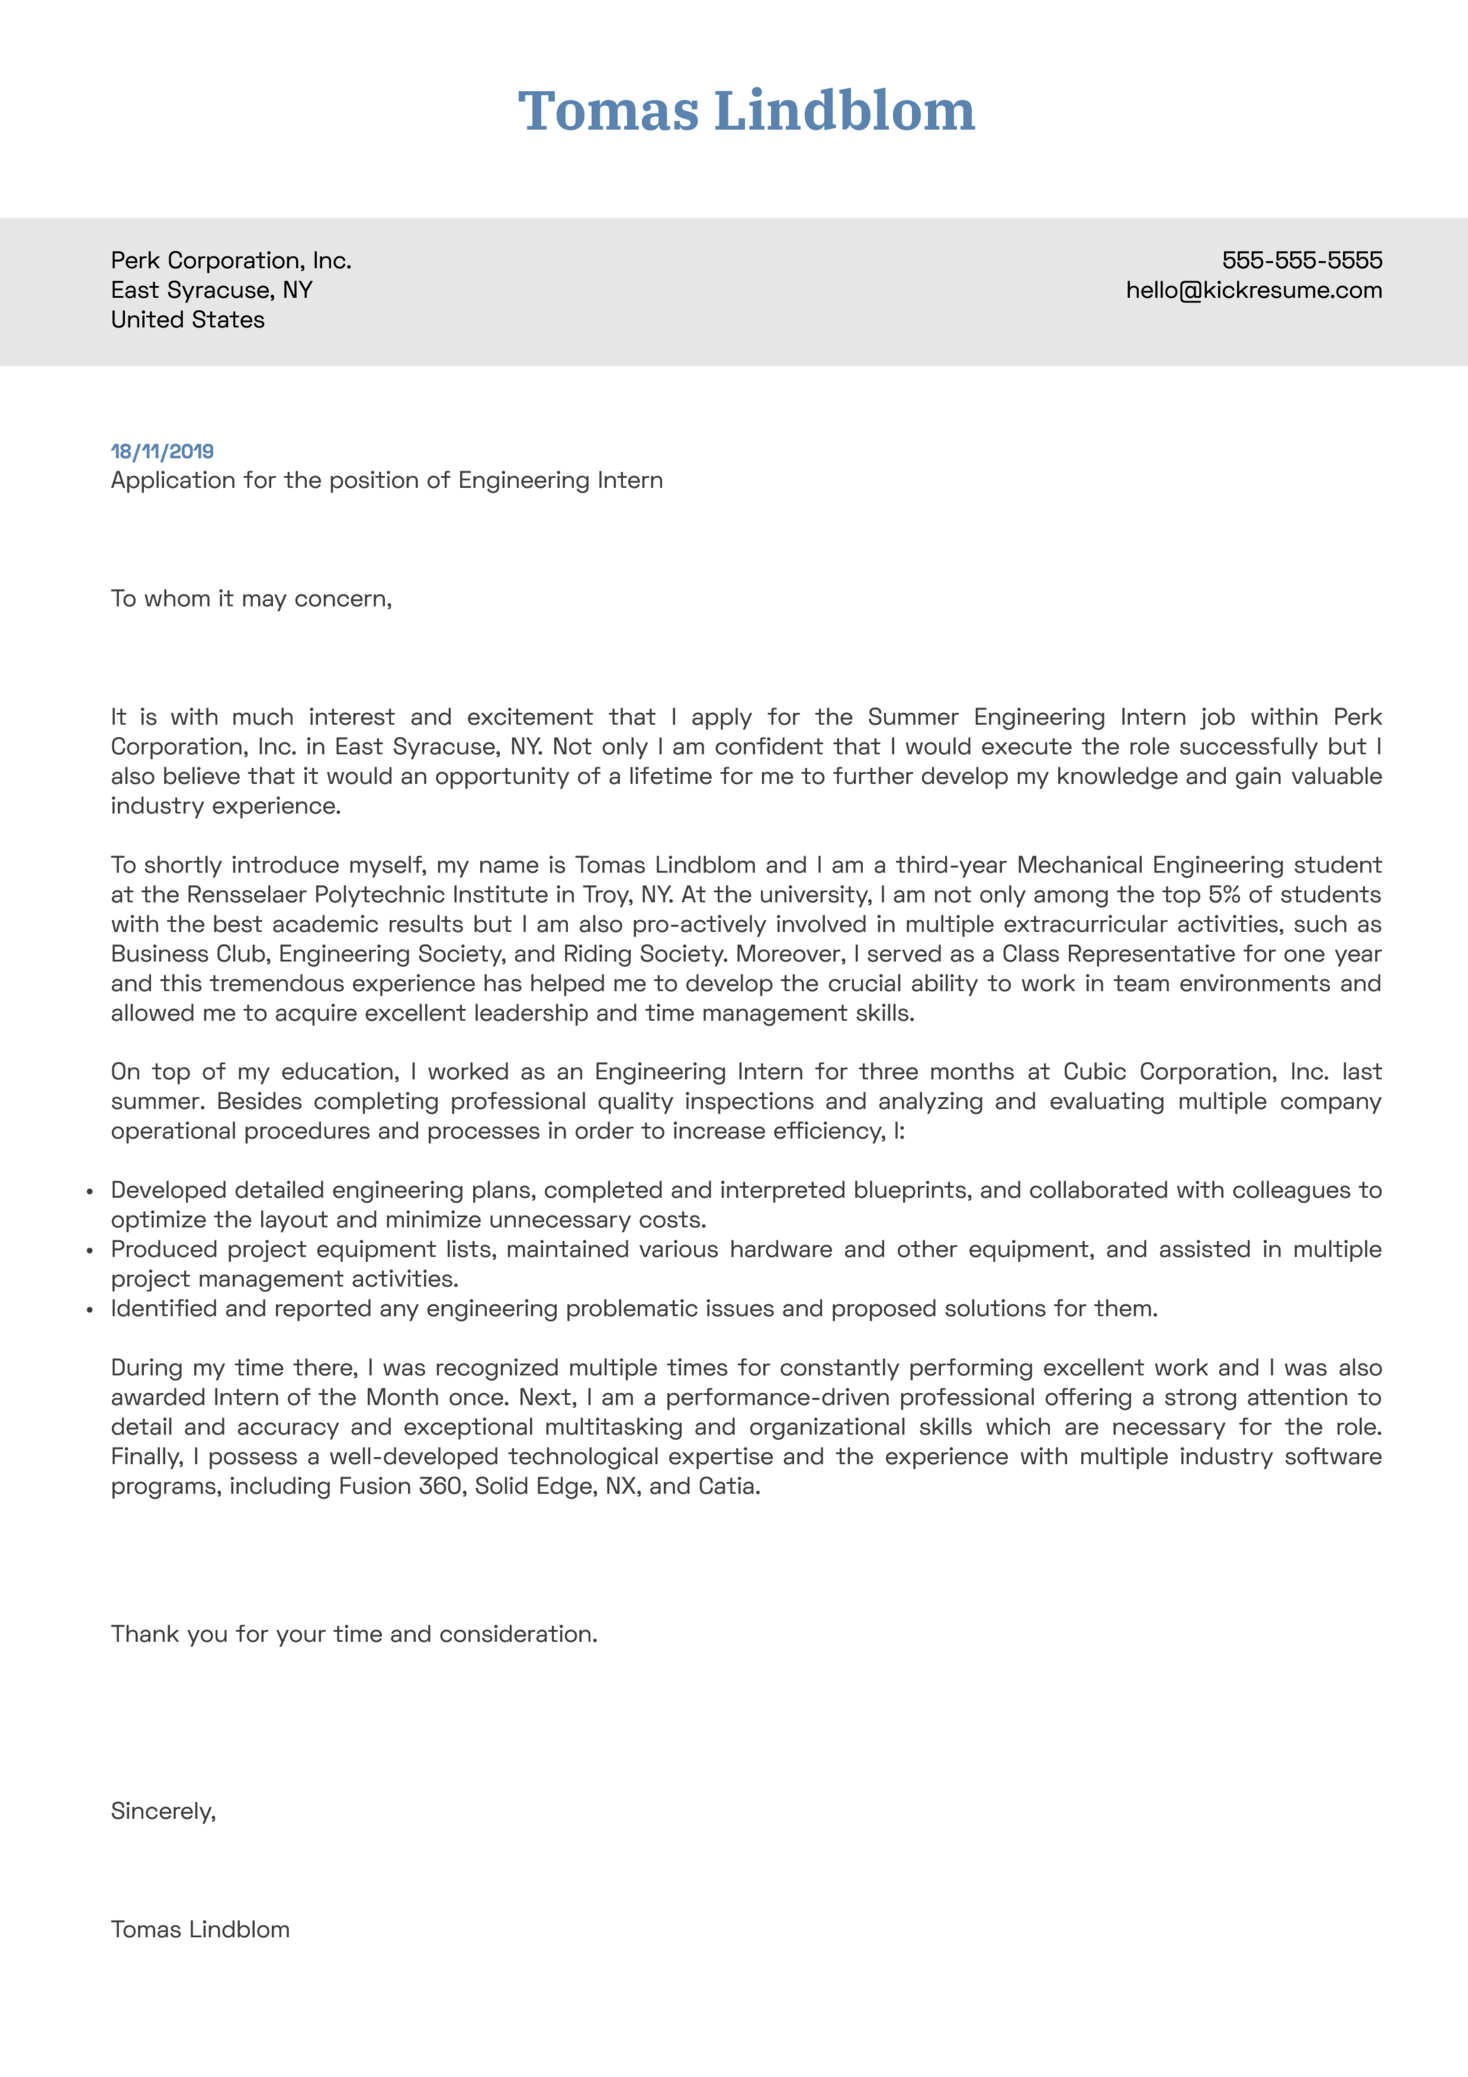 Tomas Lindblom
Perk Corporation, Inc.
East Syracuse, NY
United States
555-555-5555
hello@kickresume.com
18/11/2019
Application for the position of Engineering Intern
To whom it may concern,
It is with much interest and excitement that I apply for the Summer Engineering Intern job within Perk
Corporation, Inc. in East Syracuse, NY. Not only I am confident that I would execute the role successfully but I
also believe that it would an opportunity of a lifetime for me to further develop my knowledge and gain valuable
industry experience.
To shortly introduce myself, my name is Tomas Lindblom and I am a third-year Mechanical Engineering student
at the Rensselaer Polytechnic Institute in Troy, NY. At the university, I am not only among the top 5% of students
with the best academic results but I am also pro-actively involved in multiple extracurricular activities, such as
Business Club, Engineering Society, and Riding Society. Moreover, I served as a Class Representative for one year
and this tremendous experience has helped me to develop the crucial ability to work in team environments and
allowed me to acquire excellent leadership and time management skills.
On top of my education, I worked as an Engineering Intern for three months at Cubic Corporation, Inc. last
summer. Besides completing professional quality inspections and analyzing and evaluating multiple company
operational procedures and processes in order to increase efficiency, I:
• Developed detailed engineering plans, completed and interpreted blueprints, and collaborated with colleagues to
optimize the layout and minimize unnecessary costs.
• Produced project equipment lists, maintained various hardware and other equipment, and assisted in multiple
project management activities.
• Identified and reported any engineering problematic issues and proposed solutions for them.
During my time there, I was recognized multiple times for constantly performing excellent work and I was also
awarded Intern of the Month once. Next, I am a performance-driven professional offering a strong attention to
detail and accuracy and exceptional multitasking and organizational skills which are necessary for the role.
Finally, I possess a well-developed technological expertise and the experience with multiple industry software
programs, including Fusion 360, Solid Edge, NX, and Catia.
Thank you for your time and consideration.
Sincerely,
Tomas Lindblom